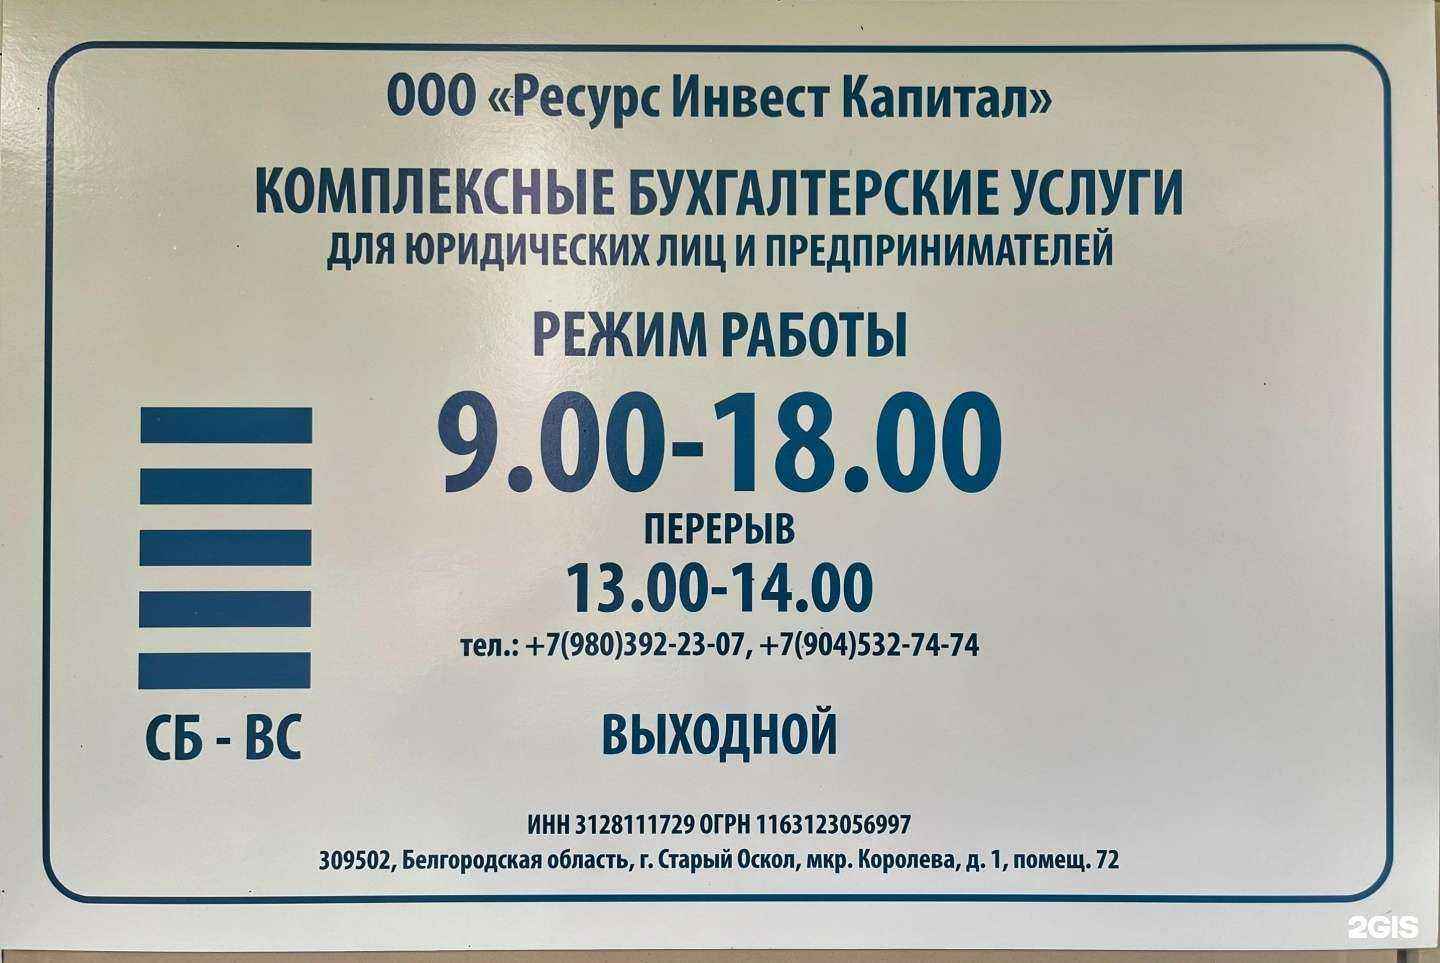 ООО «Ресурс Инвест Капитал»
КОМПЛЕКСНЫЕ БУХГАЛТЕРСКИЕ УСЛУГИ
ДЛЯ ЮРИДИЧЕСКИХ ЛИЦ И ПРЕДПРИНИМАТЕЛЕЙ
РЕЖИМ РАБОТЫ
9.00-18.00
ПЕРЕРЫВ
13.00-14.00
тел.: +7(980)392-23-07, +7(904)532-74-74
СБ - ВС ВЫХОДНОЙ
ИНН 3128111729 ОГРН 1163123056997
309502, Белгородская область, г. Старый Оскол, мкр. Королева, д. 1, помещ. 72
2GIS